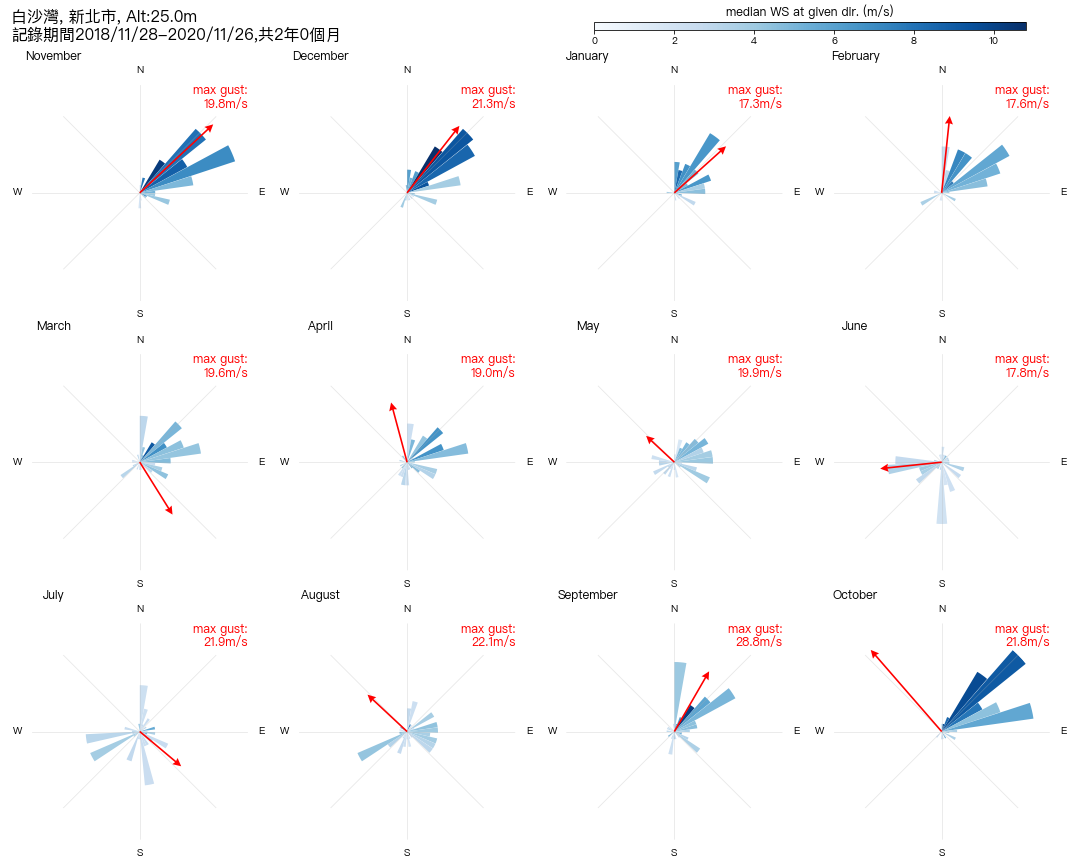 白沙灣, 新北市, Alt:25.0m
記錄期間2018/11/28–2020/11/26,共2年0個月
median WS at given dir. (m/s)
0 2 4 6 8 10
November
N
max gust:
19.8m/s
W E
S
December
N
max gust:
21.3m/s
W E
S
January
N
max gust:
17.3m/s
W E
S
February
N
max gust:
17.6m/s
W E
S
March
N
max gust:
19.6m/s
W E
S
April
N
max gust:
19.0m/s
W E
S
May
N
max gust:
19.9m/s
W E
S
June
N
max gust:
17.8m/s
W E
S
July
N
max gust:
21.9m/s
W E
S
August
N
max gust:
22.1m/s
W E
S
September
N
max gust:
28.8m/s
W E
S
October
N
max gust:
21.8m/s
W E
S